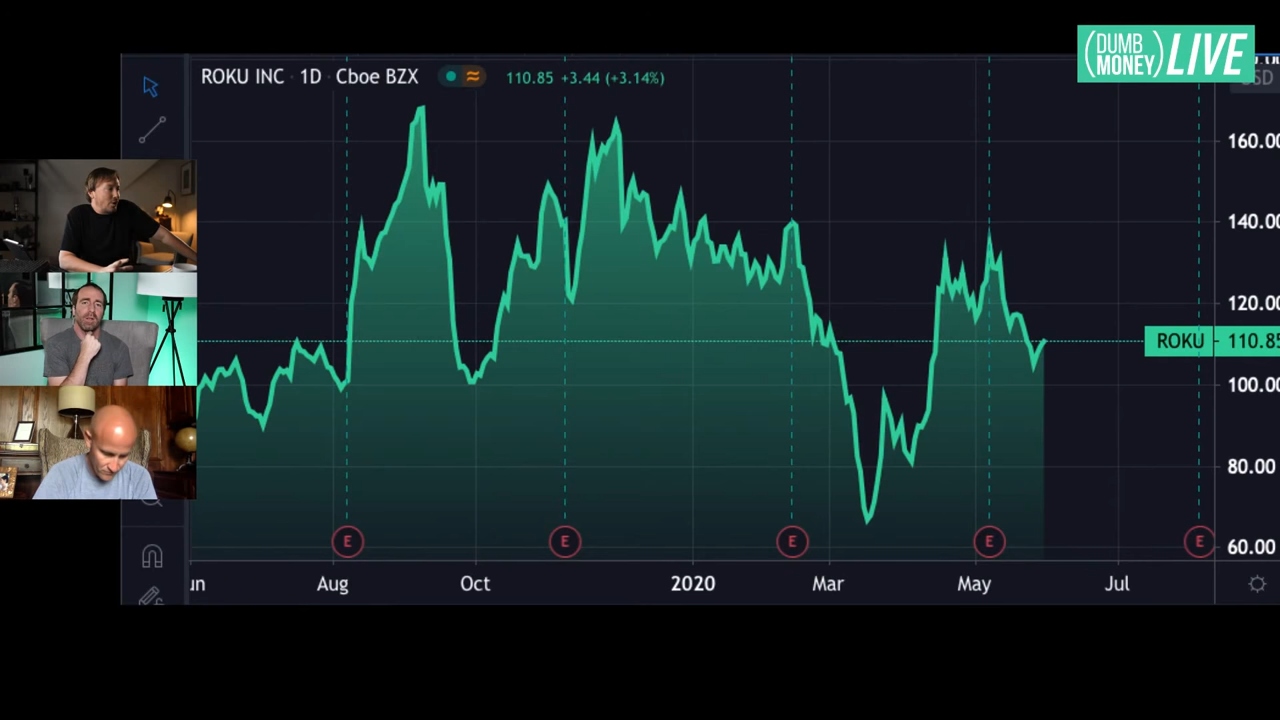 (DUMB MONEY) LIVE
ROKU INC · 1D · Cboe BZX
110.85 +3.44 (+3.14%)
160.00
140.00
120.00
ROKU 110.85
100.00
80.00
60.00
E E E E E
Aug Oct 2020 Mar May Jul